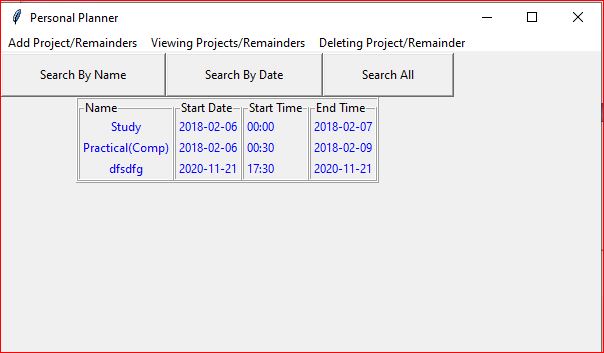 Personal Planner
Add Project/Remainders Viewing Projects/Remainders Deleting Project/Remainder
Search By Name Search By Date Search All
Name Start Date Start Time End Time
Study 2018-02-06 00:00 2018-02-07
Practical(Comp) 2018-02-06 00:30 2018-02-09
dfsdfg 2020-11-21 17:30 2020-11-21